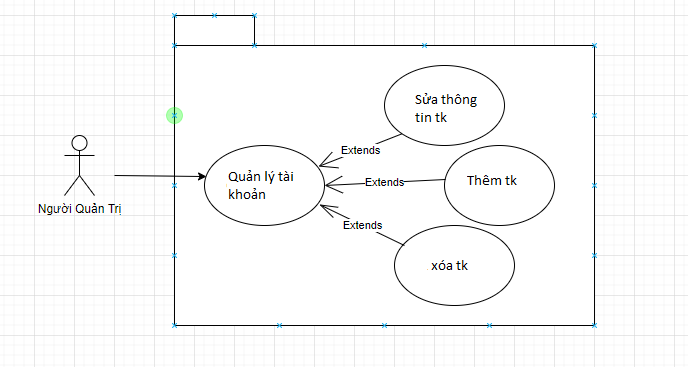 Sửa thông
tin tk
Extends
Quản lý tài
khoản
Extends
Thêm tk
Người Quản Trị
Extends
xóa tk